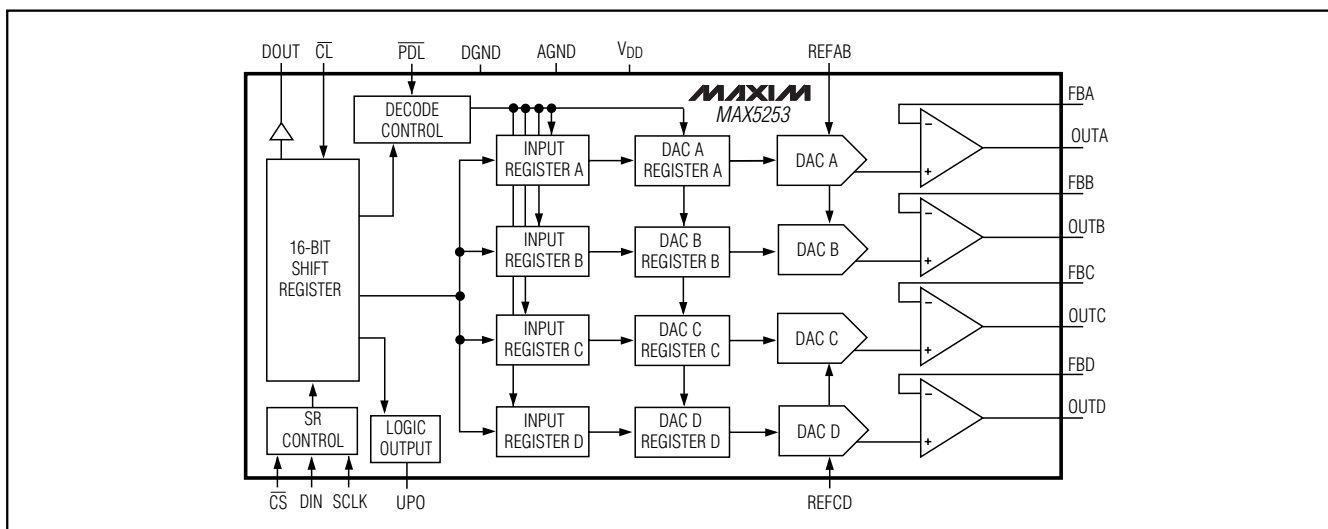 DOUT CL PDL DGND AGND VDD REFAB
FBA
MAXIM
MAX5253
DECODE
CONTROL
OUTA
INPUT
REGISTER A
DAC A
REGISTER A
DAC A
FBB
16-BIT
SHIFT
REGISTER
INPUT
REGISTER B
DAC B
REGISTER B
DAC B
OUTB
FBC
INPUT
REGISTER C
DAC C
REGISTER C
DAC C
OUTC
FBD
SR
CONTROL
LOGIC
OUTPUT
INPUT
REGISTER D
DAC D
REGISTER D
DAC D
OUTD
CS DIN SCLK UPO REFCD
− +
− +
− +
− +